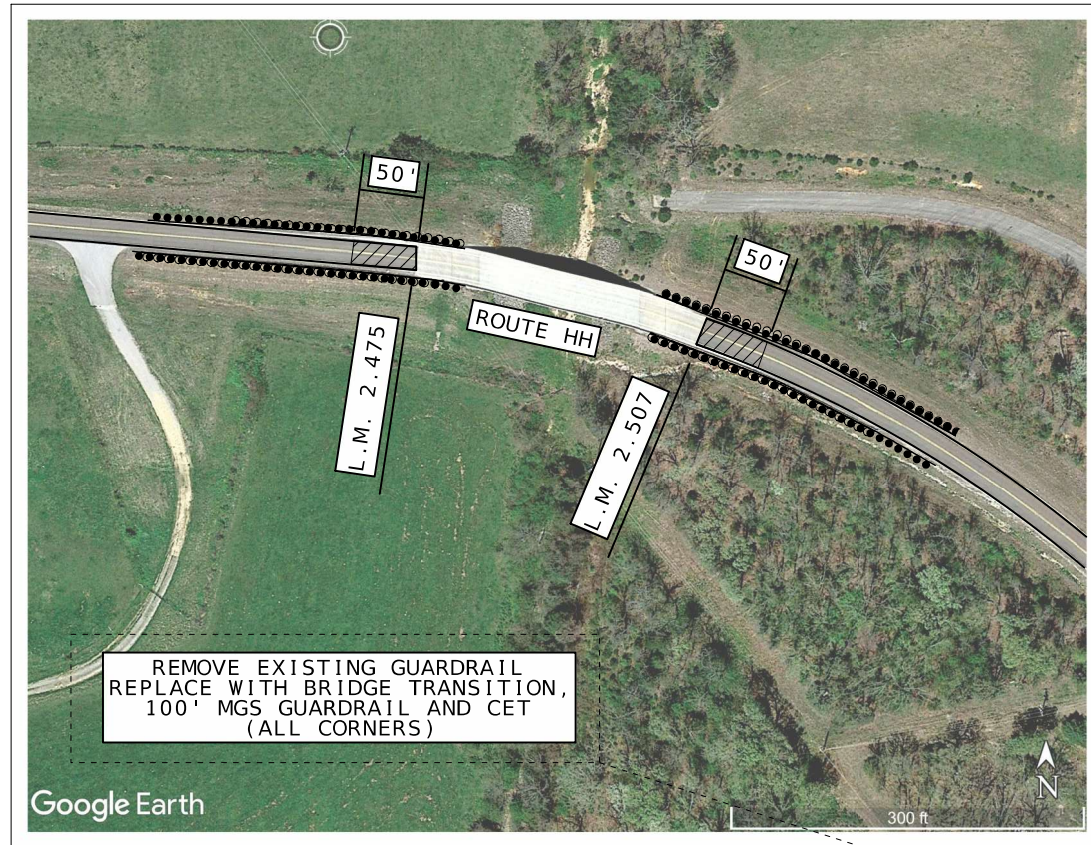 50'
50'
ROUTE HH
L.M. 2.475
L.M. 2.507
REMOVE EXISTING GUARDRAIL
REPLACE WITH BRIDGE TRANSITION,
100' MGS GUARDRAIL AND CET
(ALL CORNERS)
N
Google Earth
300 ft